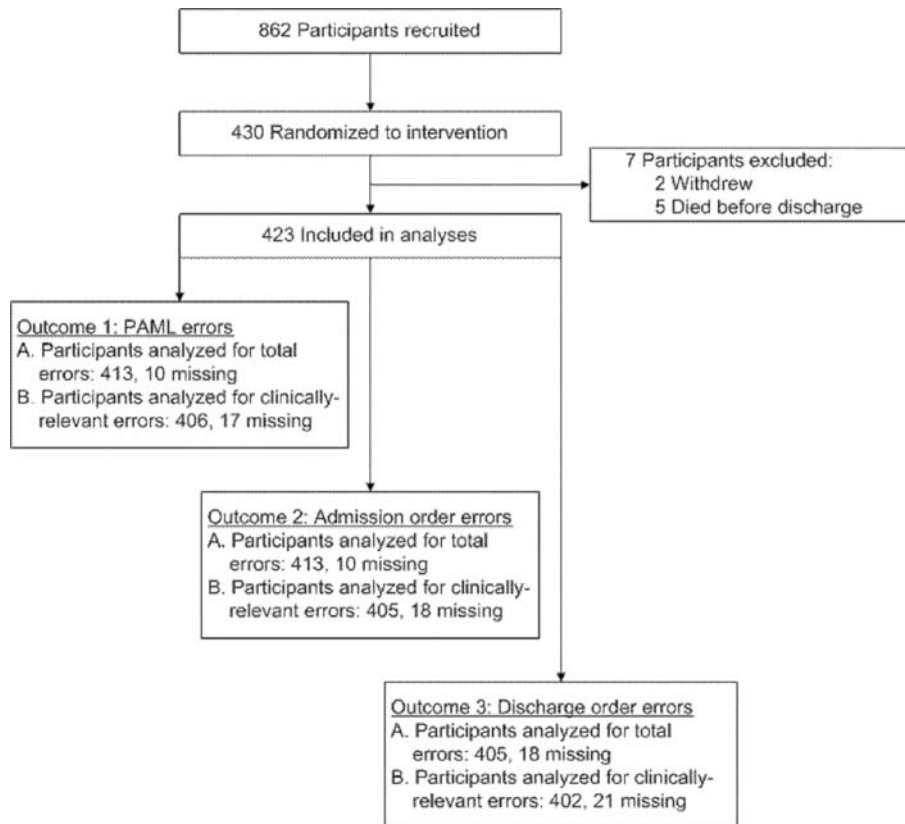 862 Participants recruited
430 Randomized to intervention
7 Participants excluded:
2 Withdrew
5 Died before discharge
423 Included in analyses
Outcome 1: PAML errors
A. Participants analyzed for total
errors: 413, 10 missing
B. Participants analyzed for clinically-
relevant errors: 406, 17 missing
Outcome 2: Admission order errors
A. Participants analyzed for total
errors: 413, 10 missing
B. Participants analyzed for clinically-
relevant errors: 405, 18 missing
Outcome 3: Discharge order errors
A. Participants analyzed for total
errors: 405, 18 missing
B. Participants analyzed for clinically-
relevant errors: 402, 21 missing